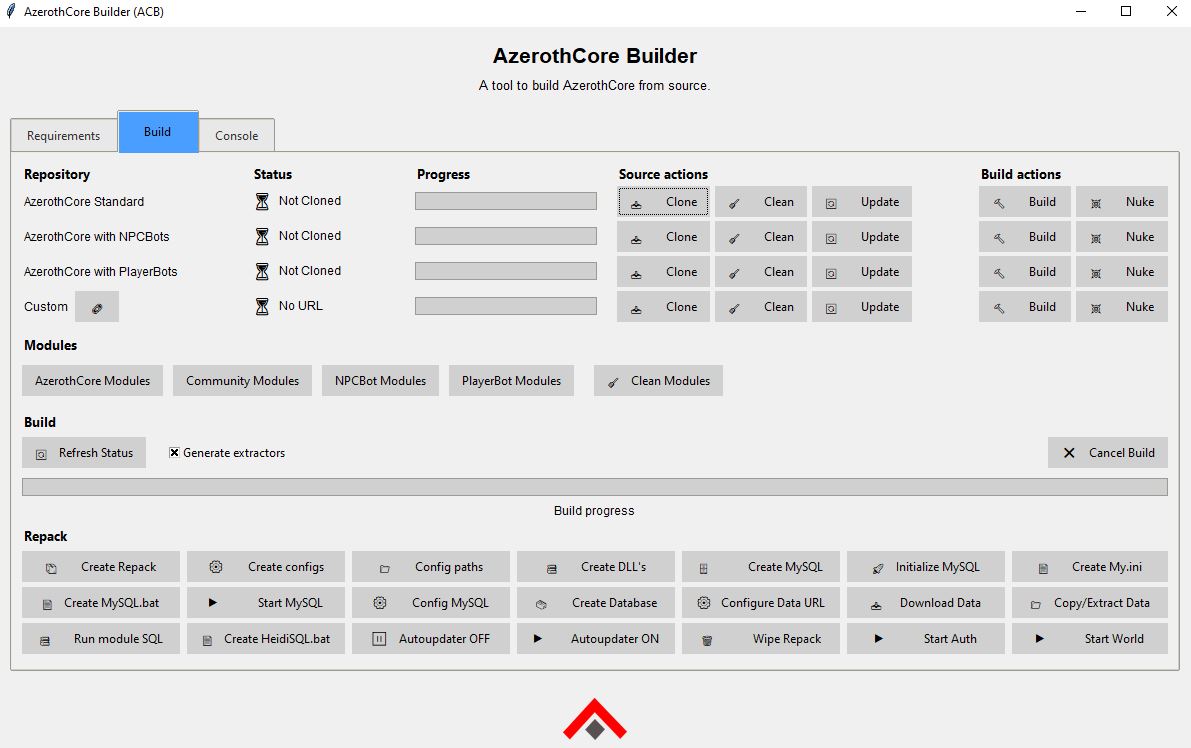 AzerothCore Builder (ACB)
AzerothCore Builder
A tool to build AzerothCore from source.
Requirements Build Console
Repository Status Progress Source actions Build actions
AzerothCore Standard Not Cloned Clone Clean Update Build Nuke
AzerothCore with NPCBots Not Cloned Clone Clean Update Build Nuke
AzerothCore with PlayerBots Not Cloned Clone Clean Update Build Nuke
Custom No URL Clone Clean Update Build Nuke
Modules
AzerothCore Modules Community Modules NPCBot Modules PlayerBot Modules Clean Modules
Build
Refresh Status Generate extractors Cancel Build
Build progress
Repack
Create Repack Create configs Config paths Create DLL's Create MySQL Initialize MySQL Create My.ini
Create MySQL.bat Start MySQL Config MySQL Create Database Configure Data URL Download Data Copy/Extract Data
Run module SQL Create HeidiSQL.bat Autoupdater OFF Autoupdater ON Wipe Repack Start Auth Start World